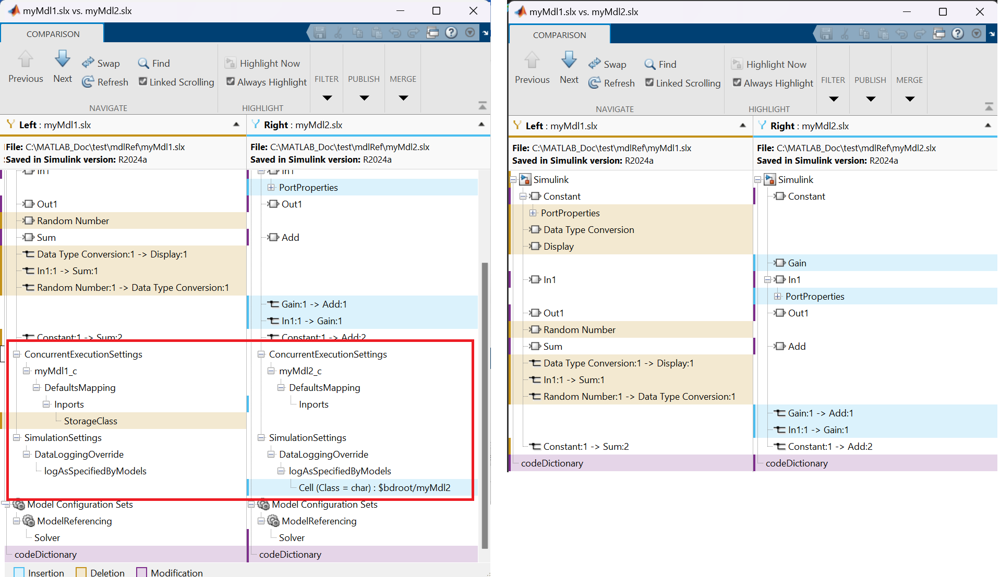 myMdl1.slx vs. myMdl2.slx
COMPARISON
Previous
Next
Swap
Refresh
Find
Linked Scrolling
NAVIGATE
Highlight Now
Always Highlight
HIGHLIGHT
FILTER
PUBLISH
MERGE
Left : myMdl1.slx
File: C:\MATLAB_Doc\test\mdlRef\myMdl1.slx
Saved in Simulink version: R2024a
In1
Out1
Random Number
Sum
Data Type Conversion:1 -> Display:1
In1:1 -> Sum:1
Random Number:1 -> Data Type Conversion:1
Constant:1 -> Sum:2
ConcurrentExecutionSettings
myMdl1_c
DefaultsMapping
Inports
StorageClass
SimulationSettings
DataLoggingOverride
logAsSpecifiedByModels
Model Configuration Sets
ModelReferencing
Solver
codeDictionary
Right : myMdl2.slx
File: C:\MATLAB_Doc\test\mdlRef\myMdl2.slx
Saved in Simulink version: R2024a
In1
PortProperties
Out1
Add
Gain:1 -> Add:1
In1:1 -> Gain:1
Constant:1 -> Add:2
ConcurrentExecutionSettings
myMdl2_c
DefaultsMapping
Inports
SimulationSettings
DataLoggingOverride
logAsSpecifiedByModels
Cell (Class = char) : $bdroot/myMdl2
Model Configuration Sets
ModelReferencing
Solver
codeDictionary
Insertion
Deletion
Modification
myMdl1.slx vs. myMdl2.slx
COMPARISON
Previous
Next
Swap
Refresh
Find
Linked Scrolling
NAVIGATE
Highlight Now
Always Highlight
HIGHLIGHT
FILTER
PUBLISH
MERGE
Left : myMdl1.slx
File: C:\MATLAB_Doc\test\mdlRef\myMdl1.slx
Saved in Simulink version: R2024a
Simulink
Constant
PortProperties
Data Type Conversion
Display
In1
Out1
Random Number
Sum
Data Type Conversion:1 -> Display:1
In1:1 -> Sum:1
Random Number:1 -> Data Type Conversion:1
Constant:1 -> Sum:2
codeDictionary
Right : myMdl2.slx
File: C:\MATLAB_Doc\test\mdlRef\myMdl2.slx
Saved in Simulink version: R2024a
Simulink
Constant
Gain
In1
PortProperties
Out1
Add
Gain:1 -> Add:1
In1:1 -> Gain:1
Constant:1 -> Add:2
codeDictionary